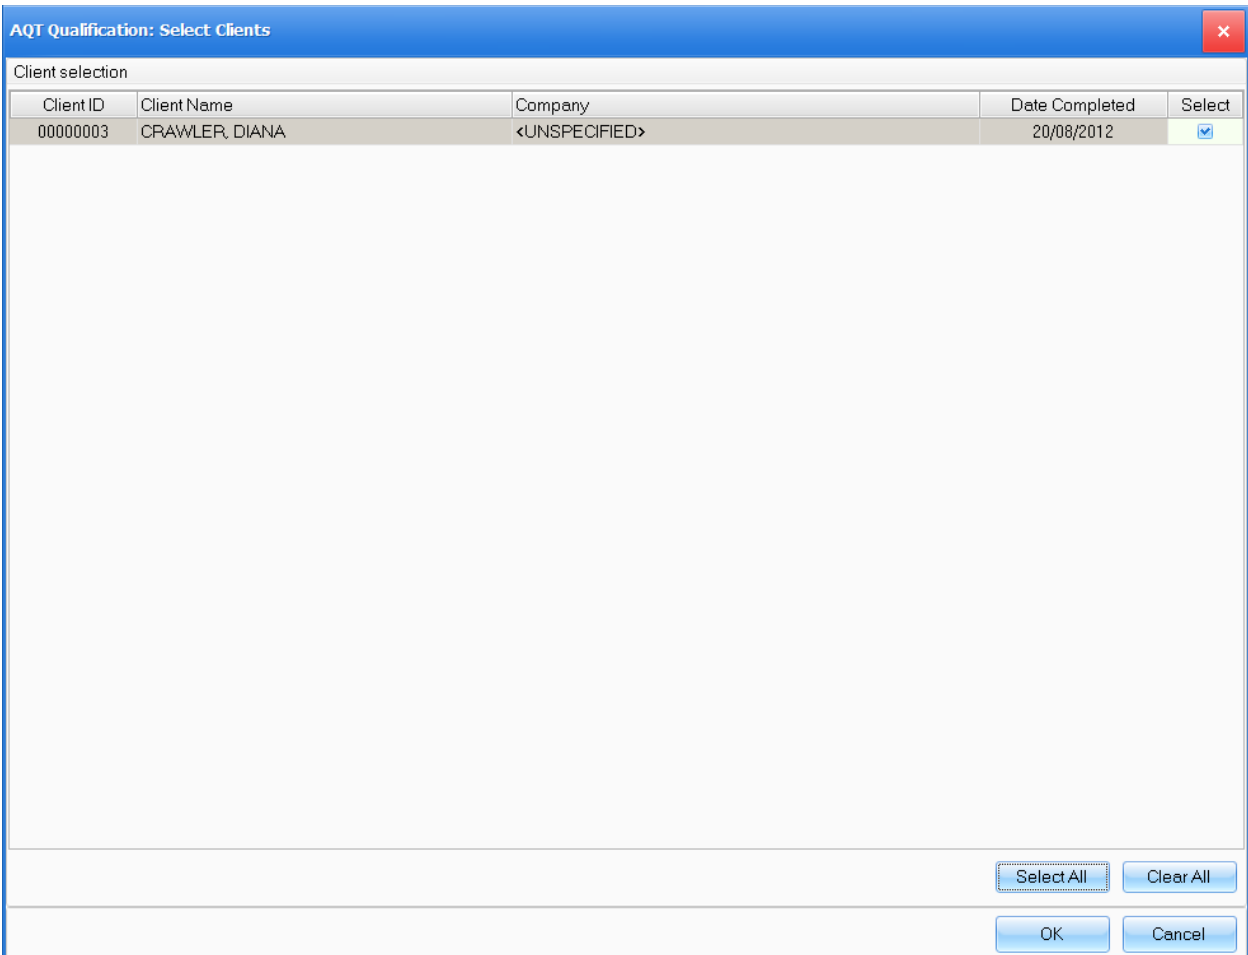 AQT Qualification: Select Clients
Client selection
Client ID Client Name Company Date Completed Select
00000003 CRAWLER, DIANA <UNSPECIFIED> 20/08/2012
Select All Clear All
OK Cancel